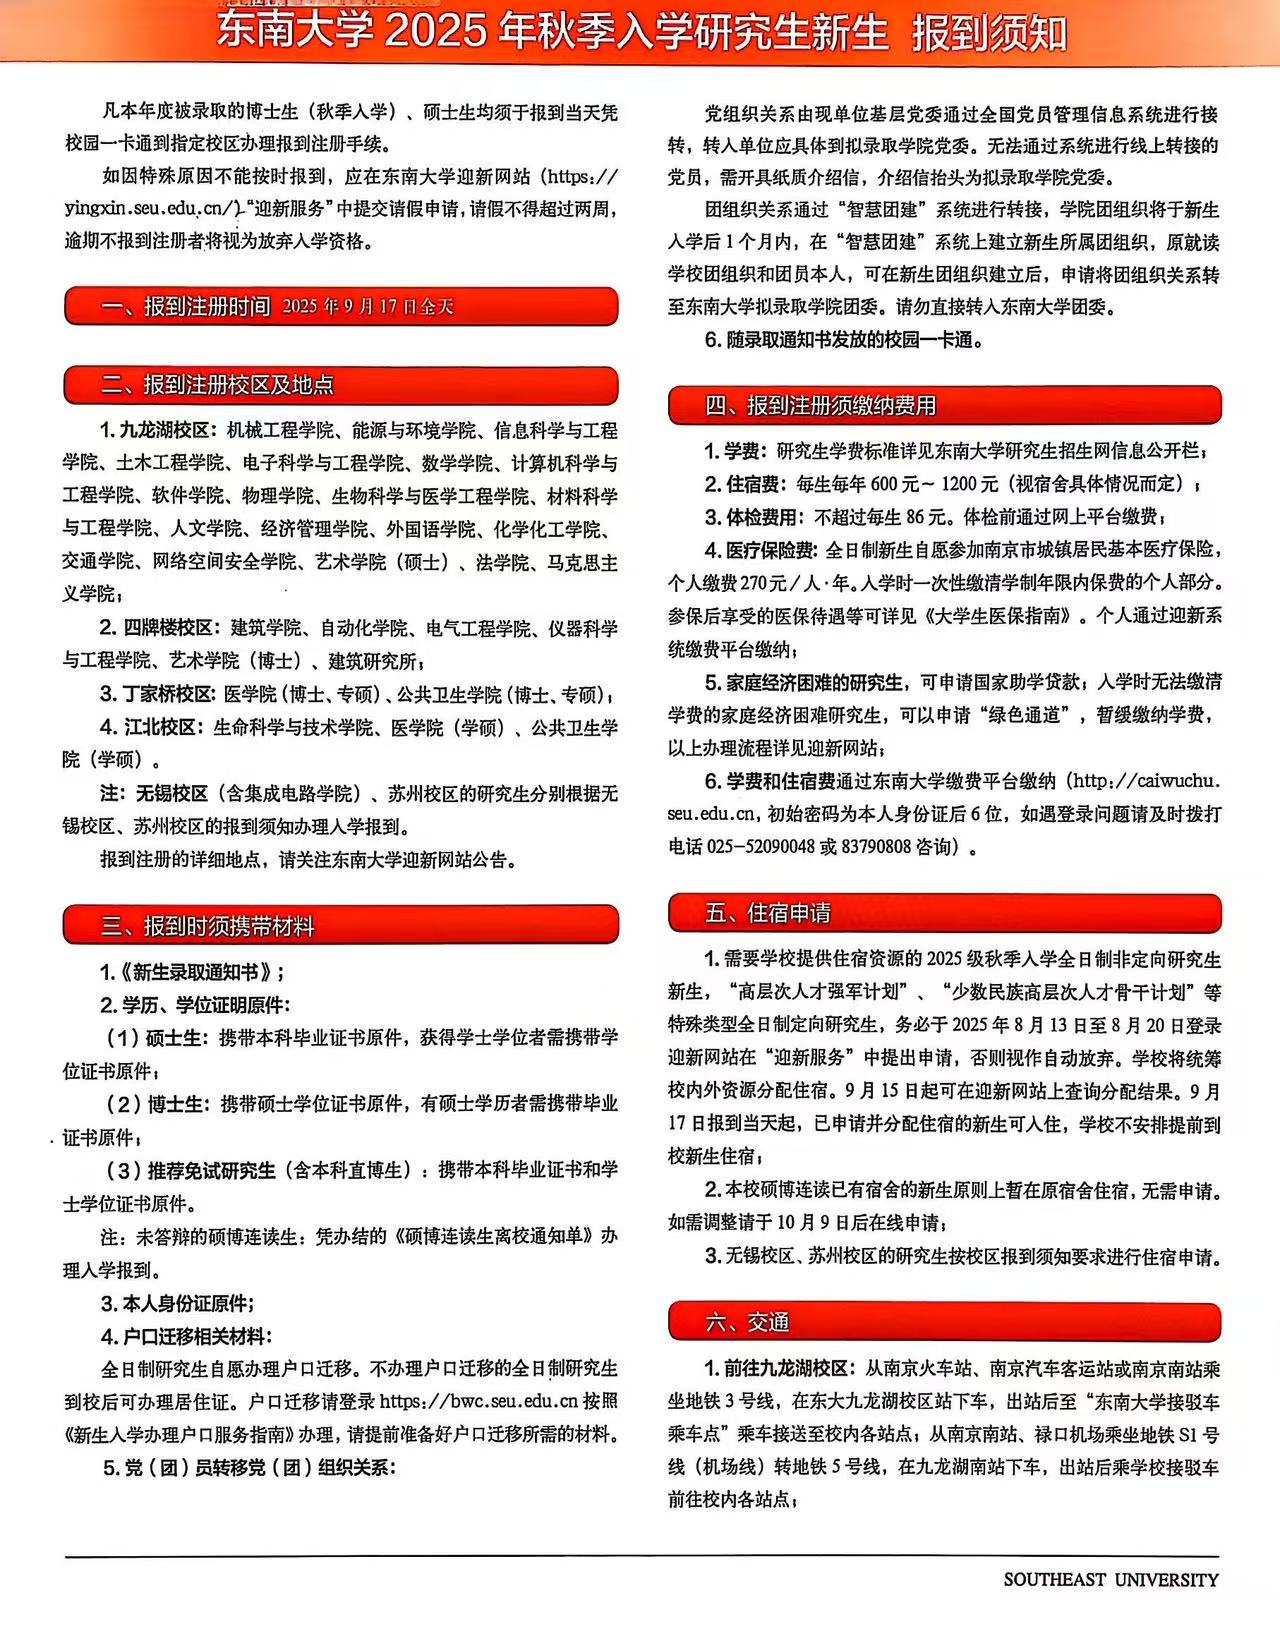 东南大学 2025 年秋季入学研究生新生 报到须知
凡本年度被录取的博士生（秋季入学）、硕士生均须于报到当天凭
校园一卡通到指定校区办理报到注册手续。
如因特殊原因不能按时报到，应在东南大学迎新网站（https://
yingxin.seu.edu.cn/）“迎新服务”中提交请假申请，请假不得超过两周，
逾期不报到注册者将视为放弃入学资格。
一、报到注册时间 2025 年 9 月 17 日全天
二、报到注册校区及地点
1. 九龙湖校区：机械工程学院、能源与环境学院、信息科学与工程
学院、土木工程学院、电子科学与工程学院、数学学院、计算机科学与
工程学院、软件学院、物理学院、生物科学与医学工程学院、材料科学
与工程学院、人文学院、经济管理学院、外国语学院、化学化工学院、
交通学院、网络空间安全学院、艺术学院（硕士）、法学院、马克思主
义学院；
2. 四牌楼校区：建筑学院、自动化学院、电气工程学院、仪器科学
与工程学院、艺术学院（博士）、建筑研究所；
3. 丁家桥校区：医学院（博士、专硕）、公共卫生学院（博士、专硕）；
4. 江北校区：生命科学与技术学院、医学院（学硕）、公共卫生学
院（学硕）。
注：无锡校区（含集成电路学院）、苏州校区的研究生分别根据无
锡校区、苏州校区的报到须知办理入学报到。
报到注册的详细地点，请关注东南大学迎新网站公告。
三、报到时须携带材料
1.《新生录取通知书》；
2. 学历、学位证明原件：
（1）硕士生：携带本科毕业证书原件，获得学士学位者需携带学
位证书原件；
（2）博士生：携带硕士学位证书原件，有硕士学历者需携带毕业
证书原件；
（3）推荐免试研究生（含本科直博生）：携带本科毕业证书和学
士学位证书原件。
注：未答辩的硕博连读生：凭办结的《硕博连读生离校通知单》办
理入学报到。
3. 本人身份证原件；
4. 户口迁移相关材料：
全日制研究生自愿办理户口迁移。不办理户口迁移的全日制研究生
到校后可办理居住证。户口迁移请登录 https://bwc.seu.edu.cn 按照
《新生入学办理户口服务指南》办理，请提前准备好户口迁移所需的材料。
5. 党（团）员转移党（团）组织关系：
党组织关系由现单位基层党委通过全国党员管理信息系统进行接
转，转入单位应具体到拟录取学院党委。无法通过系统进行线上转接的
党员，需开具纸质介绍信，介绍信抬头为拟录取学院党委。
团组织关系通过“智慧团建”系统进行转接，学院团组织将于新生
入学后 1 个月内，在“智慧团建”系统上建立新生所属团组织，原就读
学校团组织和团员本人，可在新生团组织建立后，申请将团组织关系转
至东南大学拟录取学院团委。请勿直接转入东南大学团委。
6. 随录取通知书发放的校园一卡通。
四、报到注册须缴纳费用
1. 学费：研究生学费标准详见东南大学研究生招生网信息公开栏；
2. 住宿费：每生每年 600 元～ 1200 元（视宿舍具体情况而定）；
3. 体检费用：不超过每生 86 元。体检前通过网上平台缴费；
4. 医疗保险费：全日制新生自愿参加南京市城镇居民基本医疗保险，
个人缴费 270 元 / 人 · 年。入学时一次性缴清学制年限内保费的个人部分。
参保后享受的医保待遇等可详见《大学生医保指南》。个人通过迎新系
统缴费平台缴纳；
5. 家庭经济困难的研究生，可申请国家助学贷款；入学时无法缴清
学费的家庭经济困难研究生，可以申请“绿色通道”，暂缓缴纳学费，
以上办理流程详见迎新网站；
6. 学费和住宿费通过东南大学缴费平台缴纳（http://caiwuchu.
seu.edu.cn，初始密码为本人身份证后 6 位，如遇登录问题请及时拨打
电话 025-52090048 或 83790808 咨询）。
五、住宿申请
1. 需要学校提供住宿资源的 2025 级秋季入学全日制非定向研究生
新生，“高层次人才强军计划”、“少数民族高层次人才骨干计划”等
特殊类型全日制定向研究生，务必于 2025 年 8 月 13 日至 8 月 20 日登录
迎新网站在“迎新服务”中提出申请，否则视作自动放弃。学校将统筹
校内外资源分配住宿。9 月 15 日起可在迎新网站上查询分配结果。9 月
17 日报到当天起，已申请并分配住宿的新生可入住，学校不安排提前到
校新生住宿；
2. 本校硕博连读已有宿舍的新生原则上暂在原宿舍住宿，无需申请。
如需调整请于 10 月 9 日后在线申请；
3. 无锡校区、苏州校区的研究生按校区报到须知要求进行住宿申请。
六、交通
1. 前往九龙湖校区：从南京火车站、南京汽车客运站或南京南站乘
坐地铁 3 号线，在东大九龙湖校区站下车，出站后至“东南大学接驳车
乘车点”乘车接送至校内各站点；从南京南站、禄口机场乘坐地铁 S1 号
线（机场线）转地铁 5 号线，在九龙湖南站下车，出站后乘学校接驳车
前往校内各站点；
SOUTHEAST UNIVERSITY